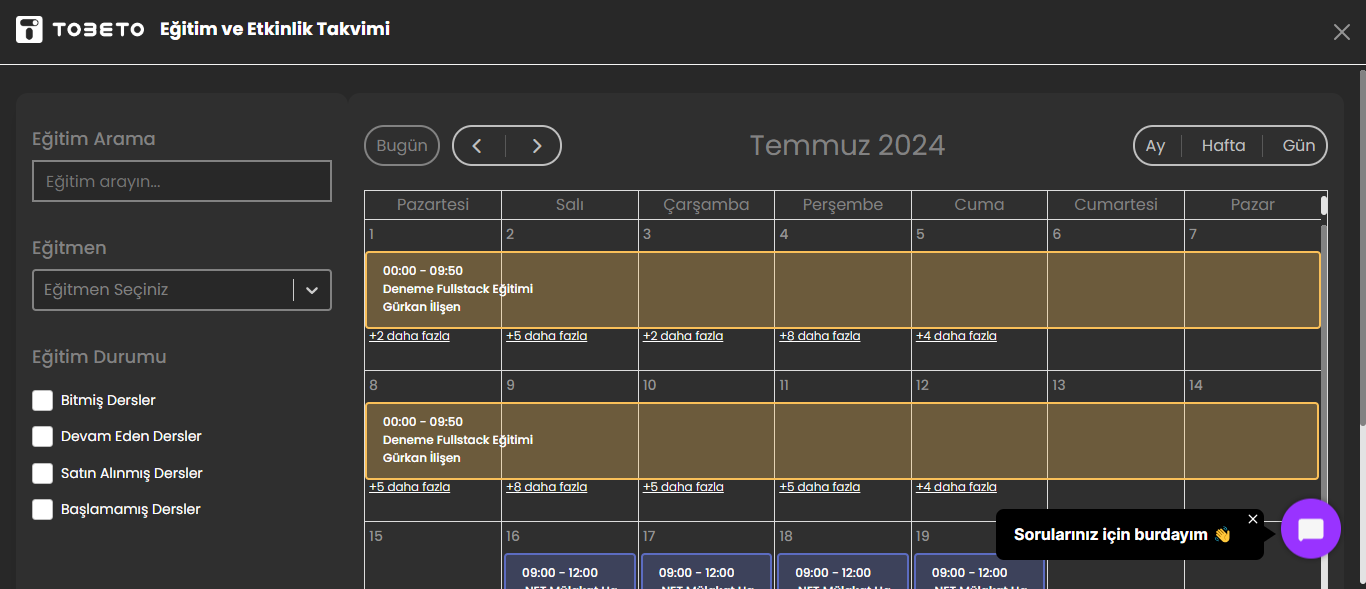 TOBETO Eğitim ve Etkinlik Takvimi
Eğitim Arama
Eğitim arayın...
Eğitmen
Eğitmen Seçiniz
Eğitim Durumu
Bitmiş Dersler
Devam Eden Dersler
Satın Alınmış Dersler
Başlamamış Dersler
Bugün
Temmuz 2024
Ay Hafta Gün
Pazartesi Salı Çarşamba Perşembe Cuma Cumartesi Pazar
1 2 3 4 5 6 7
00:00 - 09:50
Deneme Fullstack Eğitimi
Gürkan İlişen
+2 daha fazla +5 daha fazla +2 daha fazla +8 daha fazla +4 daha fazla
8 9 10 11 12 13 14
00:00 - 09:50
Deneme Fullstack Eğitimi
Gürkan İlişen
+5 daha fazla +8 daha fazla +5 daha fazla +5 daha fazla +4 daha fazla
15 16 17 18 19
09:00 - 12:00 09:00 - 12:00 09:00 - 12:00 09:00 - 12:00
Sorularınız için burdayım 👋